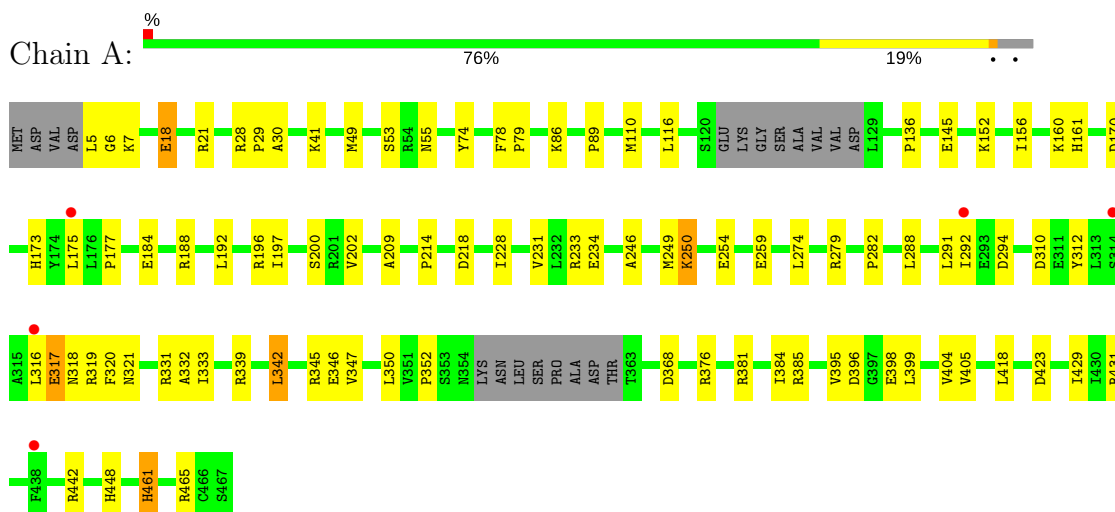 %
Chain A:
76% 19% • •
MET ASP VAL ASP L5 G6 K7 E18 R21 R28 P29 A30 K41 M49 S53 R54 N55 Y74 F78 P79 K86 P89 M110 L116 S120 GLU LYS GLY SER ALA VAL VAL ASP L129 P136 E145 K152 I156 K160 H161 D170
H173 Y174 L175 L176 P177 E184 R188 L192 R196 I197 S200 R201 V202 A209 P214 D218 I228 V231 L232 R233 E234 A246 M249 K250 E254 E259 L274 R279 P282 L288 L291 I292 E293 D294 D310 E311 Y312 L313 S314
A315 L316 E317 N318 R319 F320 N321 R331 A332 I333 R339 L342 R345 E346 V347 L350 V351 P352 S353 N354 LYS ASN LEU SER PRO ALA ASP THR T363 D368 R376 R381 I384 R385 V395 D396 G397 E398 L399 V404 V405 L418 D423 I429 I430
F438 R442 H448 H461 R465 C466 S467